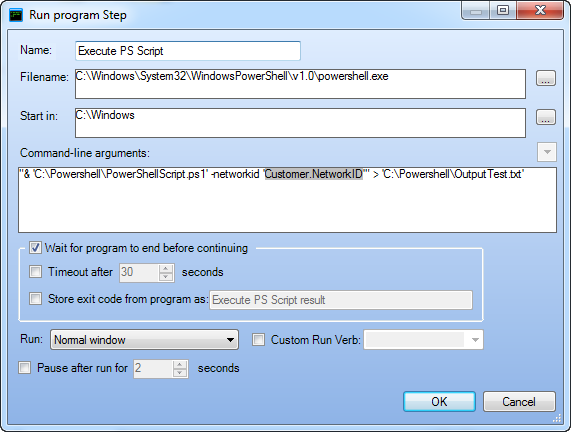 Run program Step
Name: Execute PS Script
Filename: C:\Windows\System32\WindowsPowerShell\v1.0\powershell.exe
...
Start in: C:\Windows
...
Command-line arguments:
"& 'C:\Powershell\PowerShellScript.ps1' -networkid 'Customer.NetworkID'" > 'C:\Powershell\OutputTest.txt'
Wait for program to end before continuing
Timeout after 30 seconds
Store exit code from program as: Execute PS Script result
Run: Normal window Custom Run Verb:
Pause after run for 2 seconds
OK Cancel